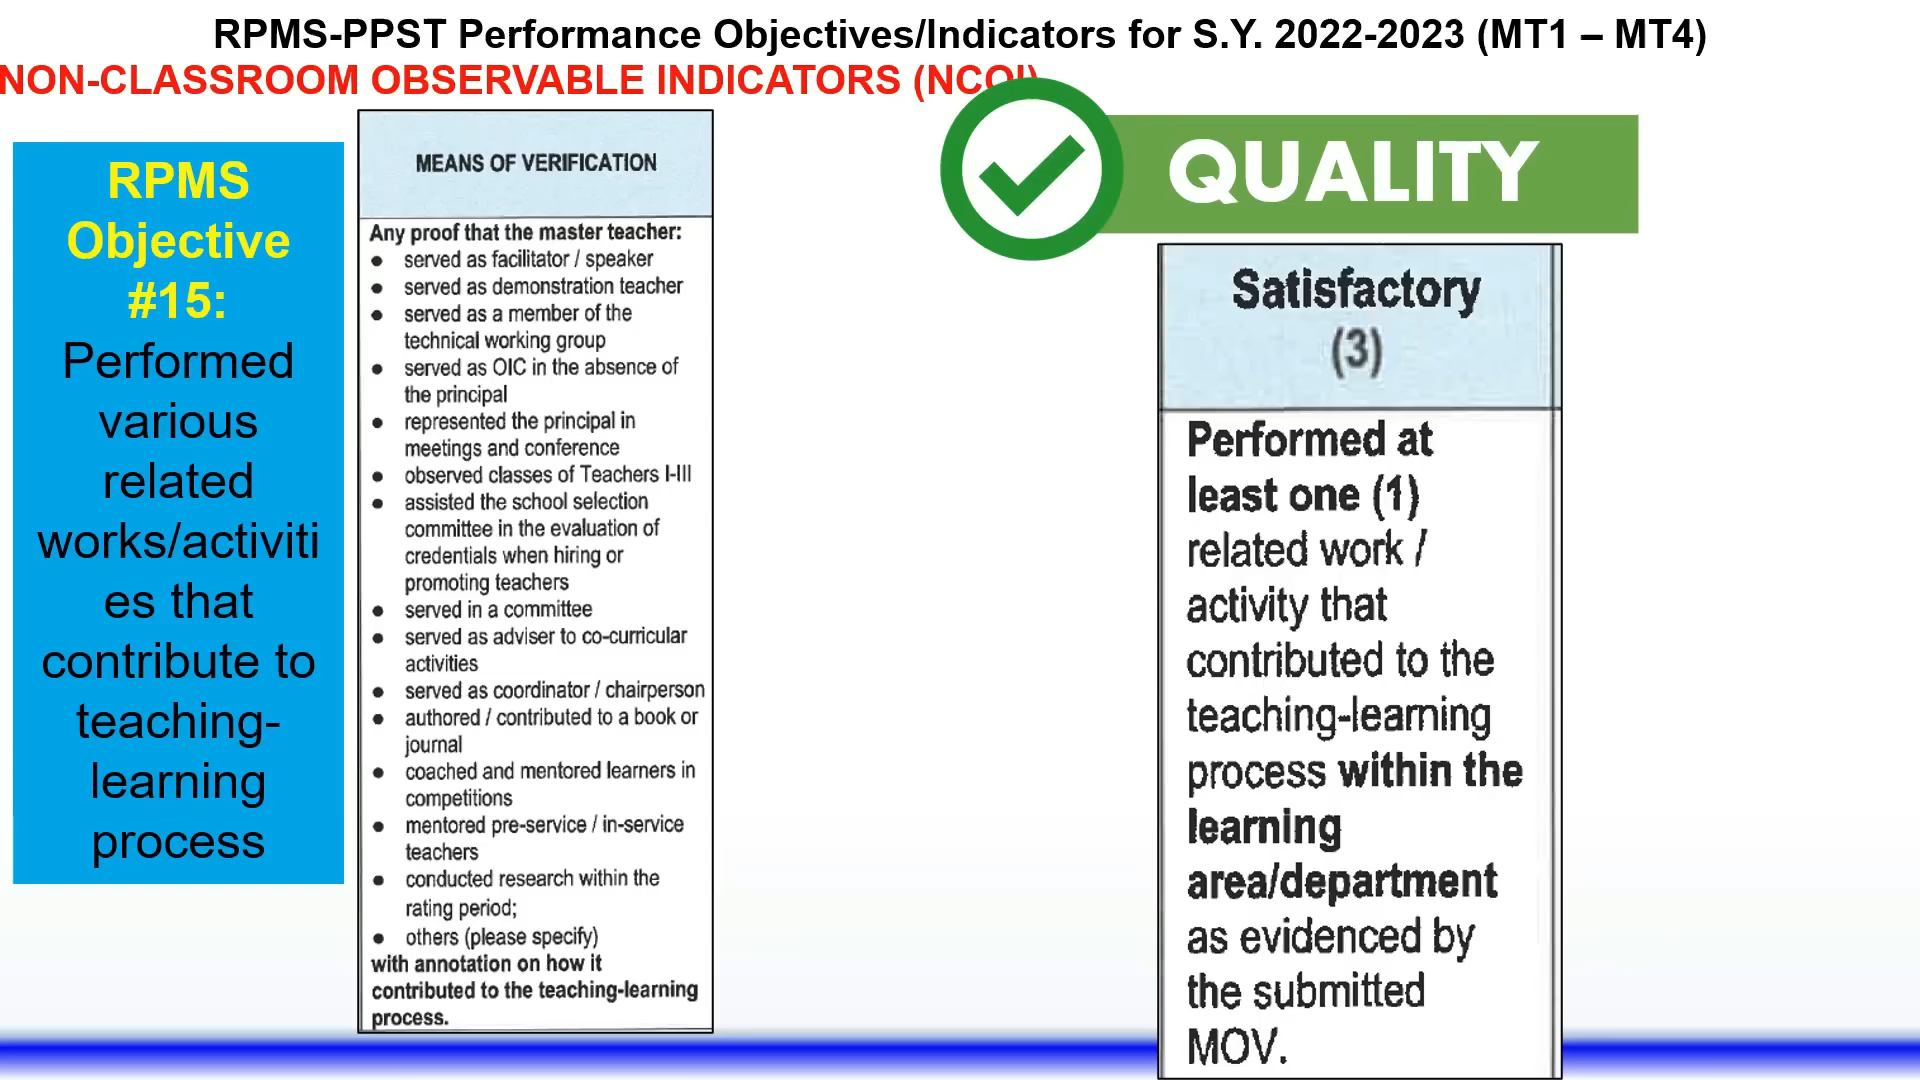 RPMS-PPST Performance Objectives/Indicators for S.Y. 2022-2023 (MT1 – MT4)
NON-CLASSROOM OBSERVABLE INDICATORS (NCOI)
RPMS
Objective
#15:
Performed
various
related
works/activiti
es that
contribute to
teaching-
learning
process
MEANS OF VERIFICATION
Any proof that the master teacher:
● served as facilitator / speaker
● served as demonstration teacher
● served as a member of the
technical working group
● served as OIC in the absence of
the principal
● represented the principal in
meetings and conference
● observed classes of Teachers I-III
● assisted the school selection
committee in the evaluation of
credentials when hiring or
promoting teachers
● served in a committee
● served as adviser to co-curricular
activities
● served as coordinator / chairperson
● authored / contributed to a book or
journal
● coached and mentored learners in
competitions
● mentored pre-service / in-service
teachers
● conducted research within the
rating period;
● others (please specify)
with annotation on how it
contributed to the teaching-learning
process.
QUALITY
Satisfactory
(3)
Performed at
least one (1)
related work /
activity that
contributed to the
teaching-learning
process within the
learning
area/department
as evidenced by
the submitted
MOV.